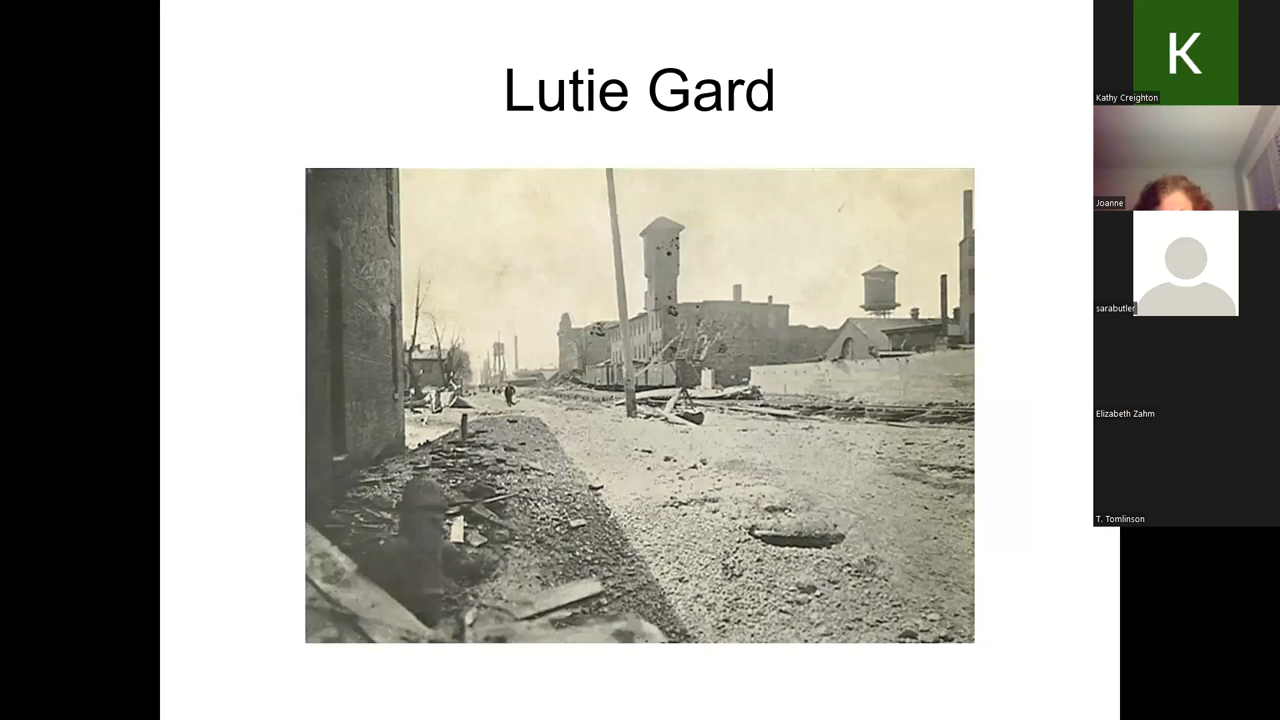 Lutie Gard
K
Kathy Creighton
Joanne
sarabutler
Elizabeth Zahm
T. Tomlinson